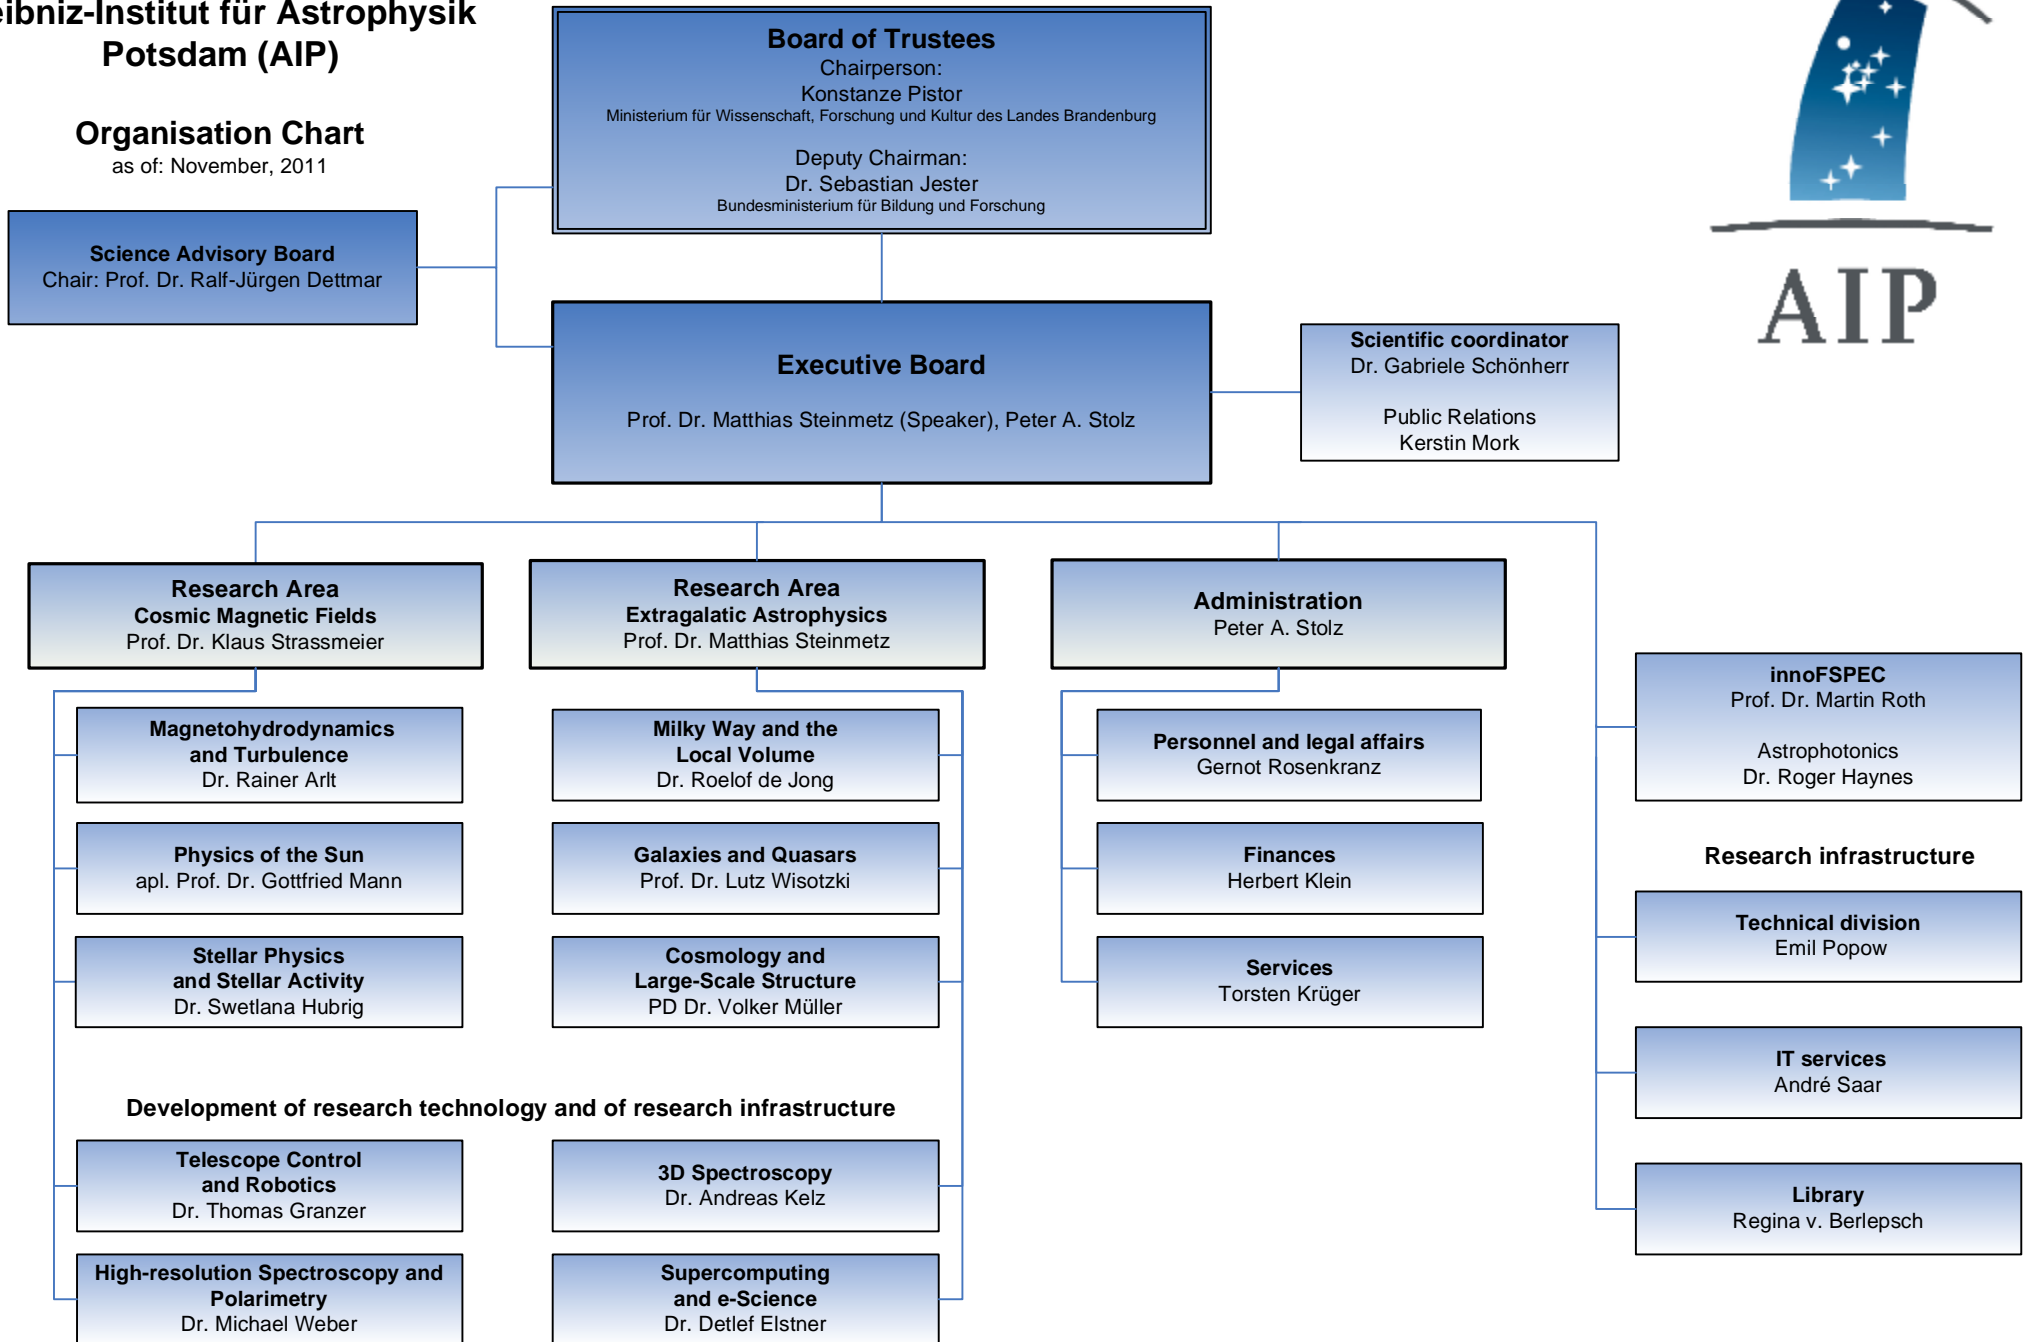 eibniz-Institut für Astrophysik
Potsdam (AIP)
Organisation Chart
as of: November, 2011
Board of Trustees
Chairperson:
Konstanze Pistor
Ministerium für Wissenschaft, Forschung und Kultur des Landes Brandenburg
Deputy Chairman:
Dr. Sebastian Jester
Bundesministerium für Bildung und Forschung
AIP
Science Advisory Board
Chair: Prof. Dr. Ralf-Jürgen Dettmar
Executive Board
Prof. Dr. Matthias Steinmetz (Speaker), Peter A. Stolz
Scientific coordinator
Dr. Gabriele Schönherr
Public Relations
Kerstin Mork
Research Area
Cosmic Magnetic Fields
Prof. Dr. Klaus Strassmeier
Research Area
Extragalatic Astrophysics
Prof. Dr. Matthias Steinmetz
Administration
Peter A. Stolz
Magnetohydrodynamics
and Turbulence
Dr. Rainer Arlt
Physics of the Sun
apl. Prof. Dr. Gottfried Mann
Stellar Physics
and Stellar Activity
Dr. Swetlana Hubrig
Milky Way and the
Local Volume
Dr. Roelof de Jong
Galaxies and Quasars
Prof. Dr. Lutz Wisotzki
Cosmology and
Large-Scale Structure
PD Dr. Volker Müller
Personnel and legal affairs
Gernot Rosenkranz
Finances
Herbert Klein
Services
Torsten Krüger
innoFSPEC
Prof. Dr. Martin Roth
Astrophotonics
Dr. Roger Haynes
Research infrastructure
Technical division
Emil Popow
IT services
André Saar
Library
Regina v. Berlepsch
Development of research technology and of research infrastructure
Telescope Control
and Robotics
Dr. Thomas Granzer
High-resolution Spectroscopy and
Polarimetry
Dr. Michael Weber
3D Spectroscopy
Dr. Andreas Kelz
Supercomputing
and e-Science
Dr. Detlef Elstner